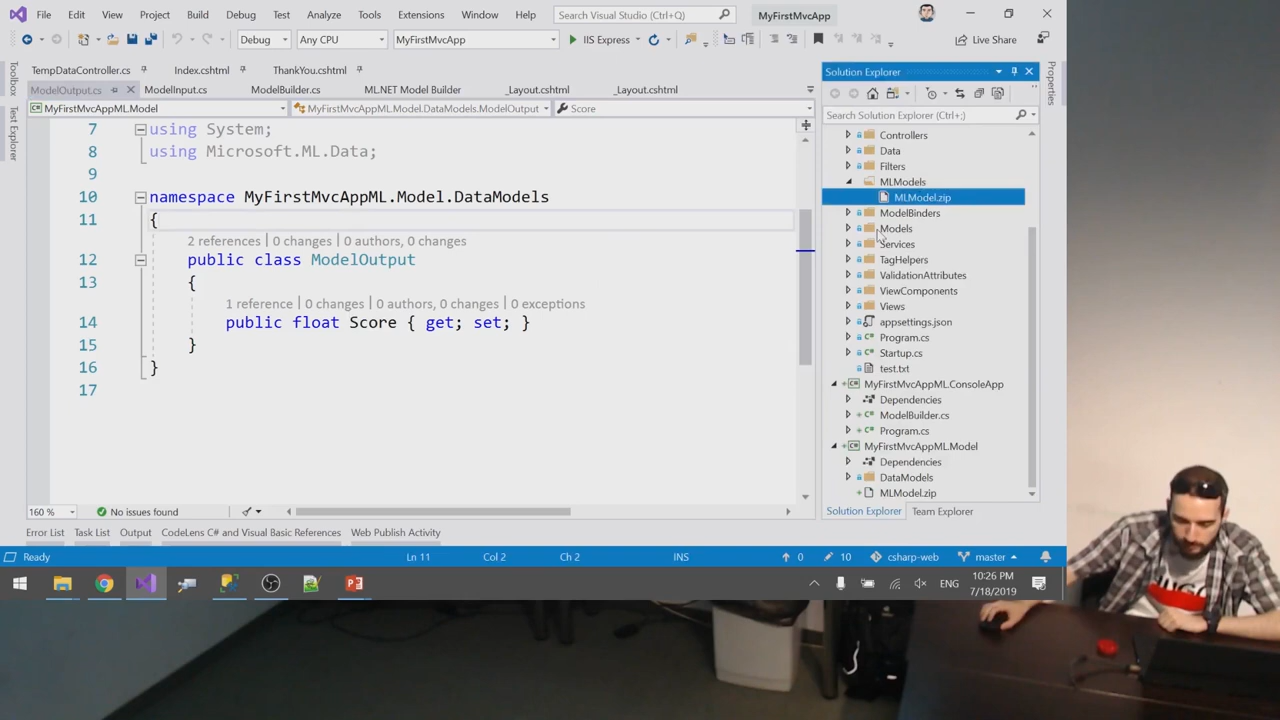 File Edit View Project Build Debug Test Analyze Tools Extensions Window Help Search Visual Studio (Ctrl+Q) MyFirstMvcApp
Debug Any CPU MyFirstMvcApp IIS Express Live Share
Toolbox
Test Explorer
TempDataController.cs Index.cshtml ThankYou.cshtml
ModelOutput.cs ModelInput.cs ModelBuilder.cs ML.NET Model Builder _Layout.cshtml _Layout.cshtml
MyFirstMvcAppML.Model MyFirstMvcAppML.Model.DataModels.ModelOutput Score
7 using System;
8 using Microsoft.ML.Data;
9
10 namespace MyFirstMvcAppML.Model.DataModels
11 {
2 references | 0 changes | 0 authors, 0 changes
12 public class ModelOutput
13 {
1 reference | 0 changes | 0 authors, 0 changes | 0 exceptions
14 public float Score { get; set; }
15 }
16 }
17
160 % No issues found
Solution Explorer
Search Solution Explorer (Ctrl+;)
Controllers
Data
Filters
MLModels
MLModel.zip
ModelBinders
Models
Services
TagHelpers
ValidationAttributes
ViewComponents
Views
appsettings.json
Program.cs
Startup.cs
test.txt
MyFirstMvcAppML.ConsoleApp
Dependencies
ModelBuilder.cs
Program.cs
MyFirstMvcAppML.Model
Dependencies
DataModels
MLModel.zip
Solution Explorer Team Explorer
Properties
Error List Task List Output CodeLens C# and Visual Basic References Web Publish Activity
Ready Ln 11 Col 2 Ch 2 INS 0 10 csharp-web master
ENG 10:26 PM
7/18/2019